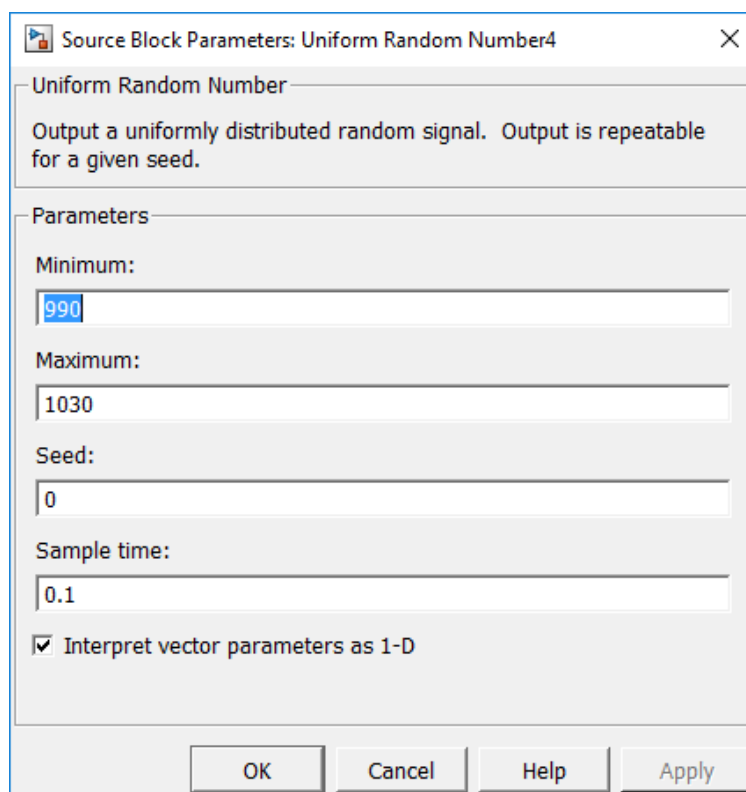 Source Block Parameters: Uniform Random Number4
Uniform Random Number
Output a uniformly distributed random signal.  Output is repeatable
for a given seed.
Parameters
Minimum:
990
Maximum:
1030
Seed:
0
Sample time:
0.1
Interpret vector parameters as 1-D
OK Cancel Help Apply